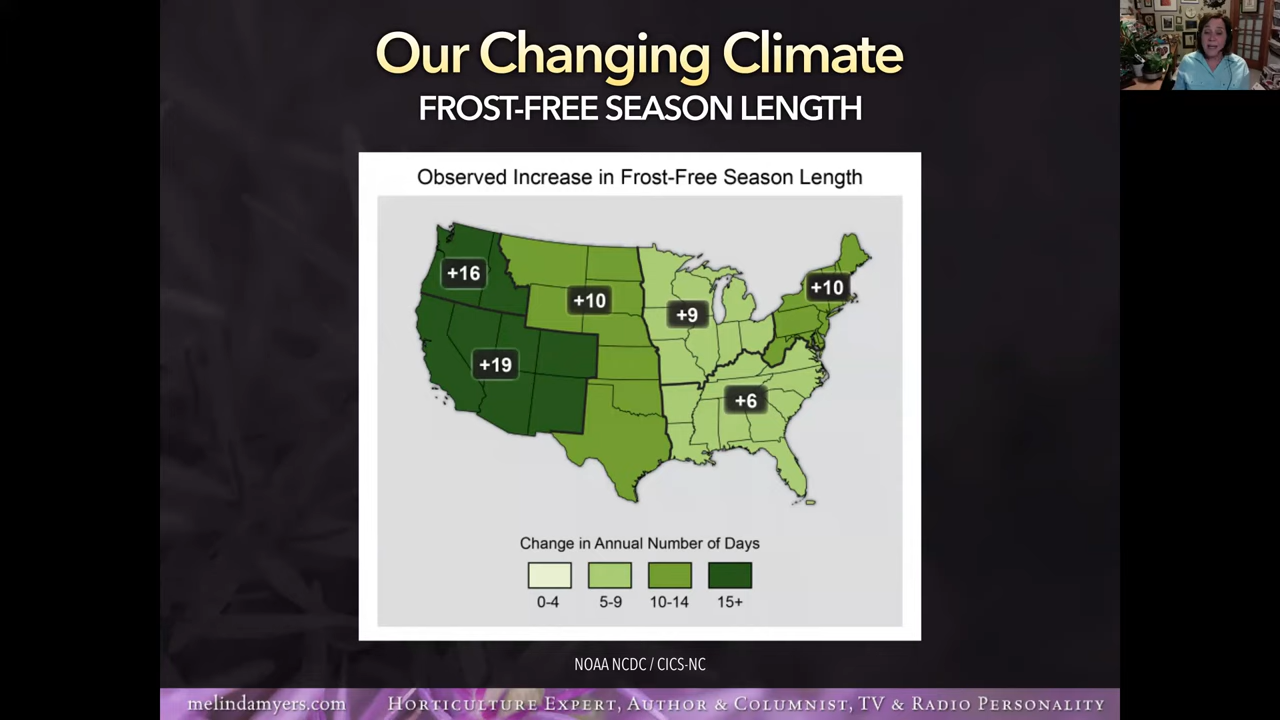 Our Changing Climate
FROST-FREE SEASON LENGTH
Observed Increase in Frost-Free Season Length
+16
+10
+9
+10
+19
+6
Change in Annual Number of Days
0-4 5-9 10-14 15+
NOAA NCDC / CICS-NC
melindamyers.com HORTICULTURE EXPERT, AUTHOR & COLUMNIST, TV & RADIO PERSONALITY